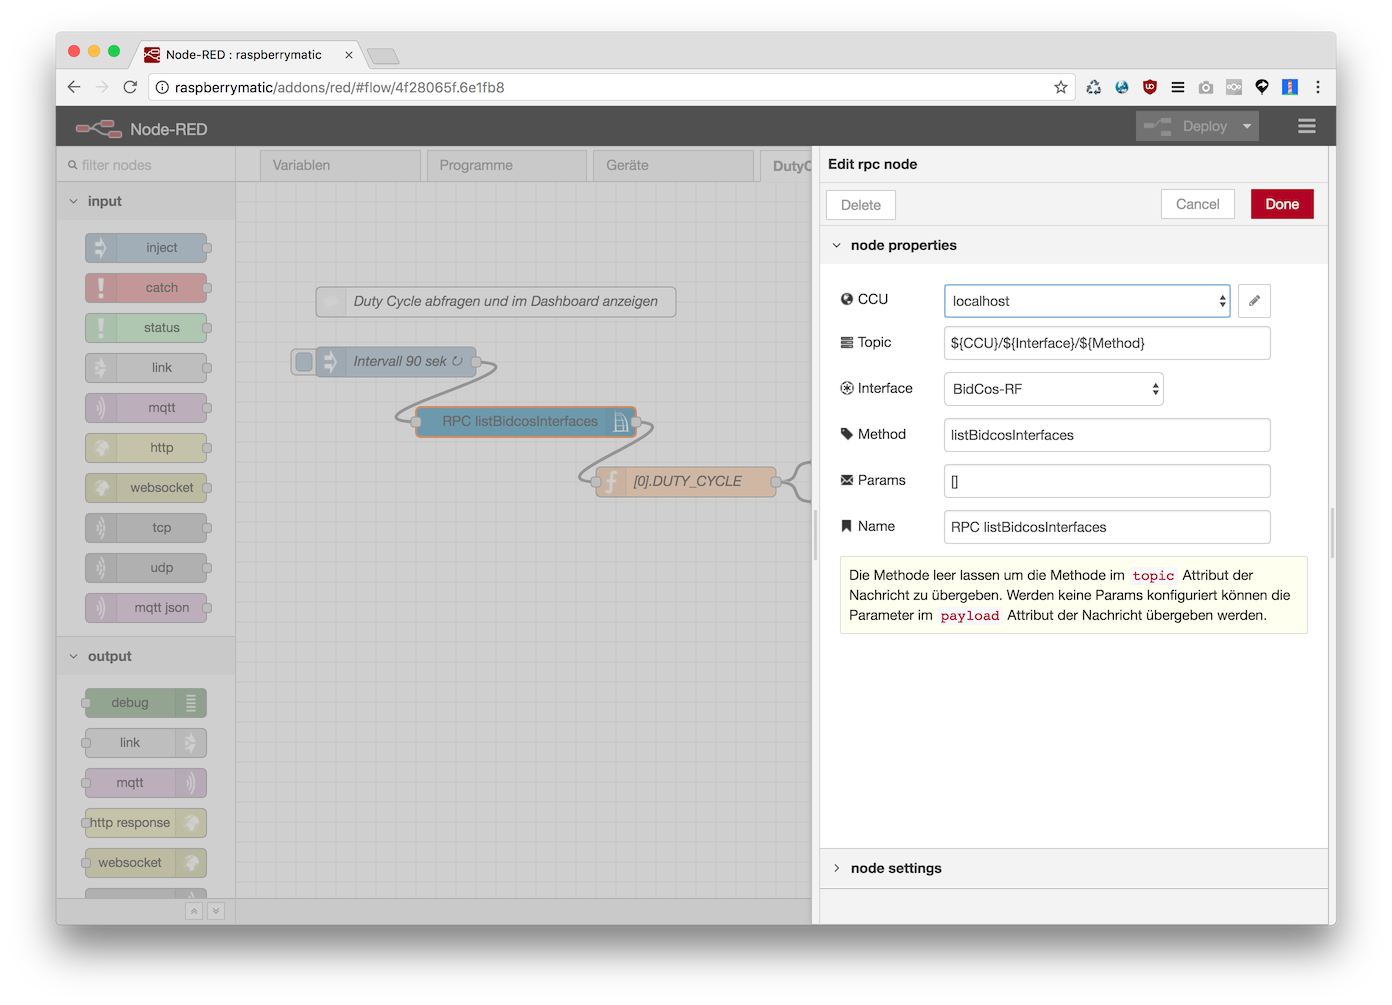 Node-RED : raspberrymatic
raspberrymatic/addons/red/#flow/4f28065f.6e1fb8
Node-RED
Deploy
filter nodes
input
inject
catch
status
link
mqtt
http
websocket
tcp
udp
mqtt json
output
debug
link
mqtt
http response
websocket
Variablen
Programme
Geräte
DutyC
Duty Cycle abfragen und im Dashboard anzeigen
Intervall 90 sek ↻
RPC listBidcosInterfaces
[0].DUTY_CYCLE
Edit rpc node
Delete
Cancel
Done
node properties
CCU
localhost
Topic
${CCU}/${Interface}/${Method}
Interface
BidCos-RF
Method
listBidcosInterfaces
Params
[]
Name
RPC listBidcosInterfaces
Die Methode leer lassen um die Methode im topic Attribut der
Nachricht zu übergeben. Werden keine Params konfiguriert können die
Parameter im payload Attribut der Nachricht übergeben werden.
node settings